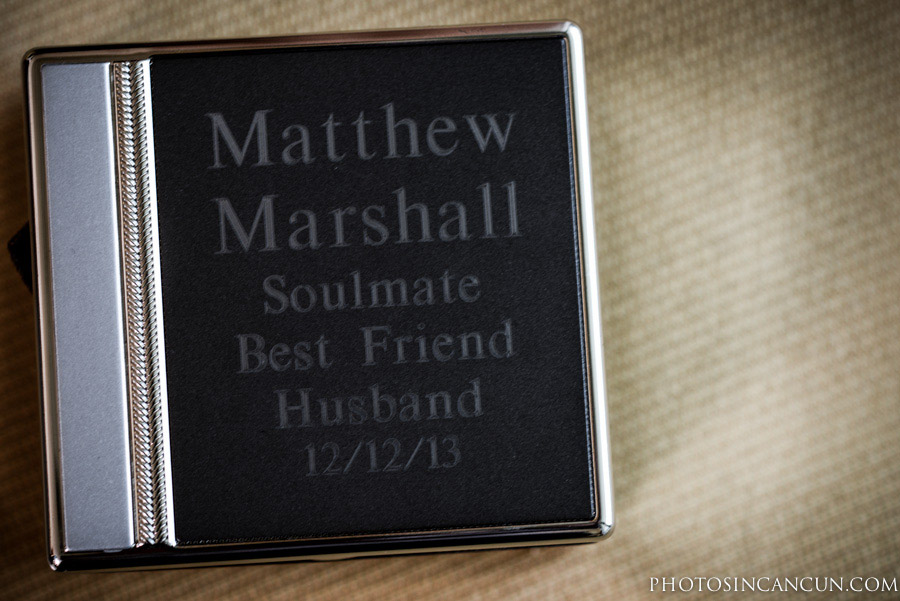 Matthew
Marshall
Soulmate
Best Friend
Husband
12/12/13
PHOTOSINCANCUN.COM